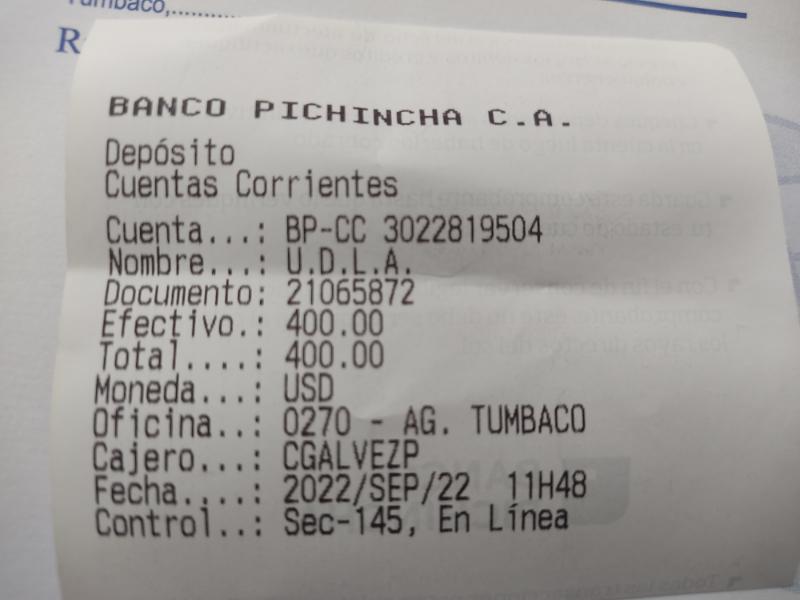 Tumbaco,
R
BANCO PICHINCHA C.A.
Depósito
Cuentas Corrientes
Cuenta...: BP-CC 3022819504
Nombre...: U.D.L.A.
Documento: 21065872
Efectivo.: 400.00
Total....: 400.00
Moneda...: USD
Oficina..: 0270 - AG. TUMBACO
Cajero...: CGALVEZP
Fecha....: 2022/SEP/22 11H48
Control..: Sec-145, En Línea